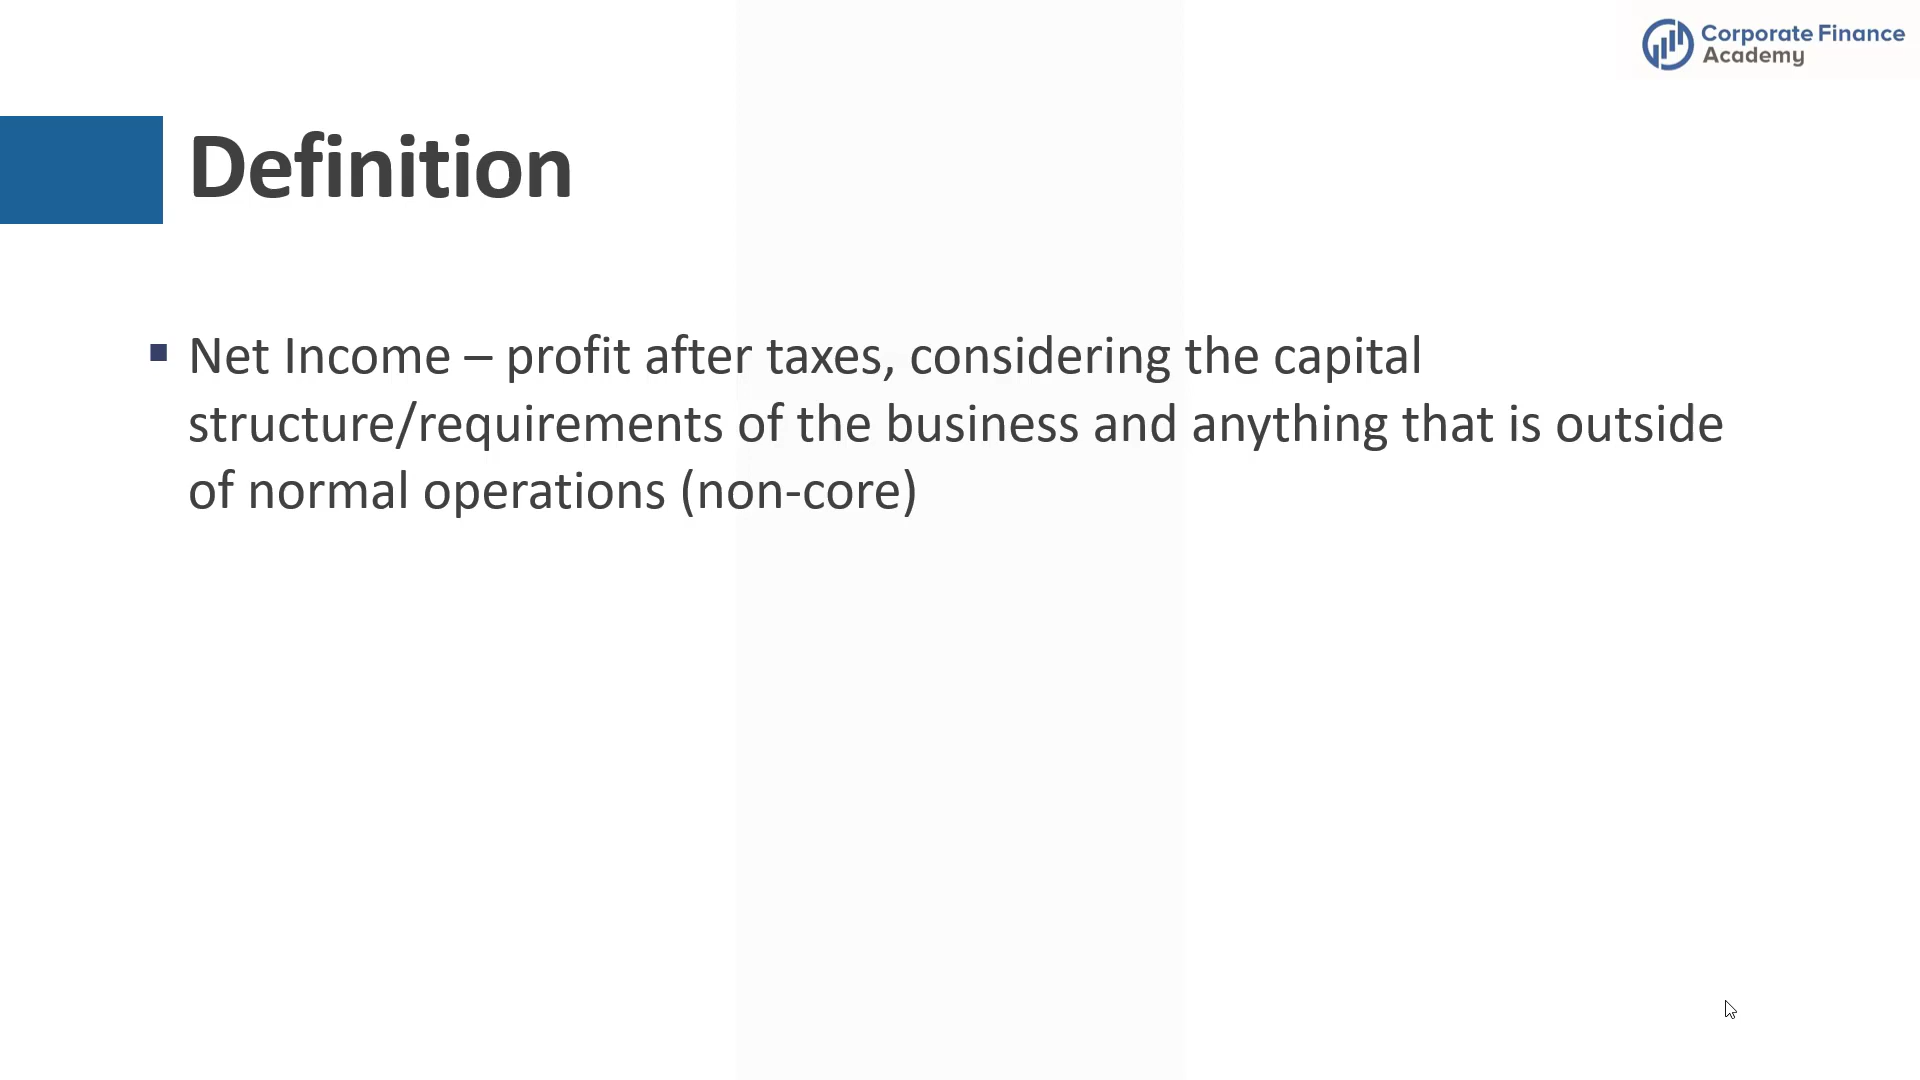 Corporate Finance
Academy
Definition
Net Income – profit after taxes, considering the capital
structure/requirements of the business and anything that is outside
of normal operations (non-core)